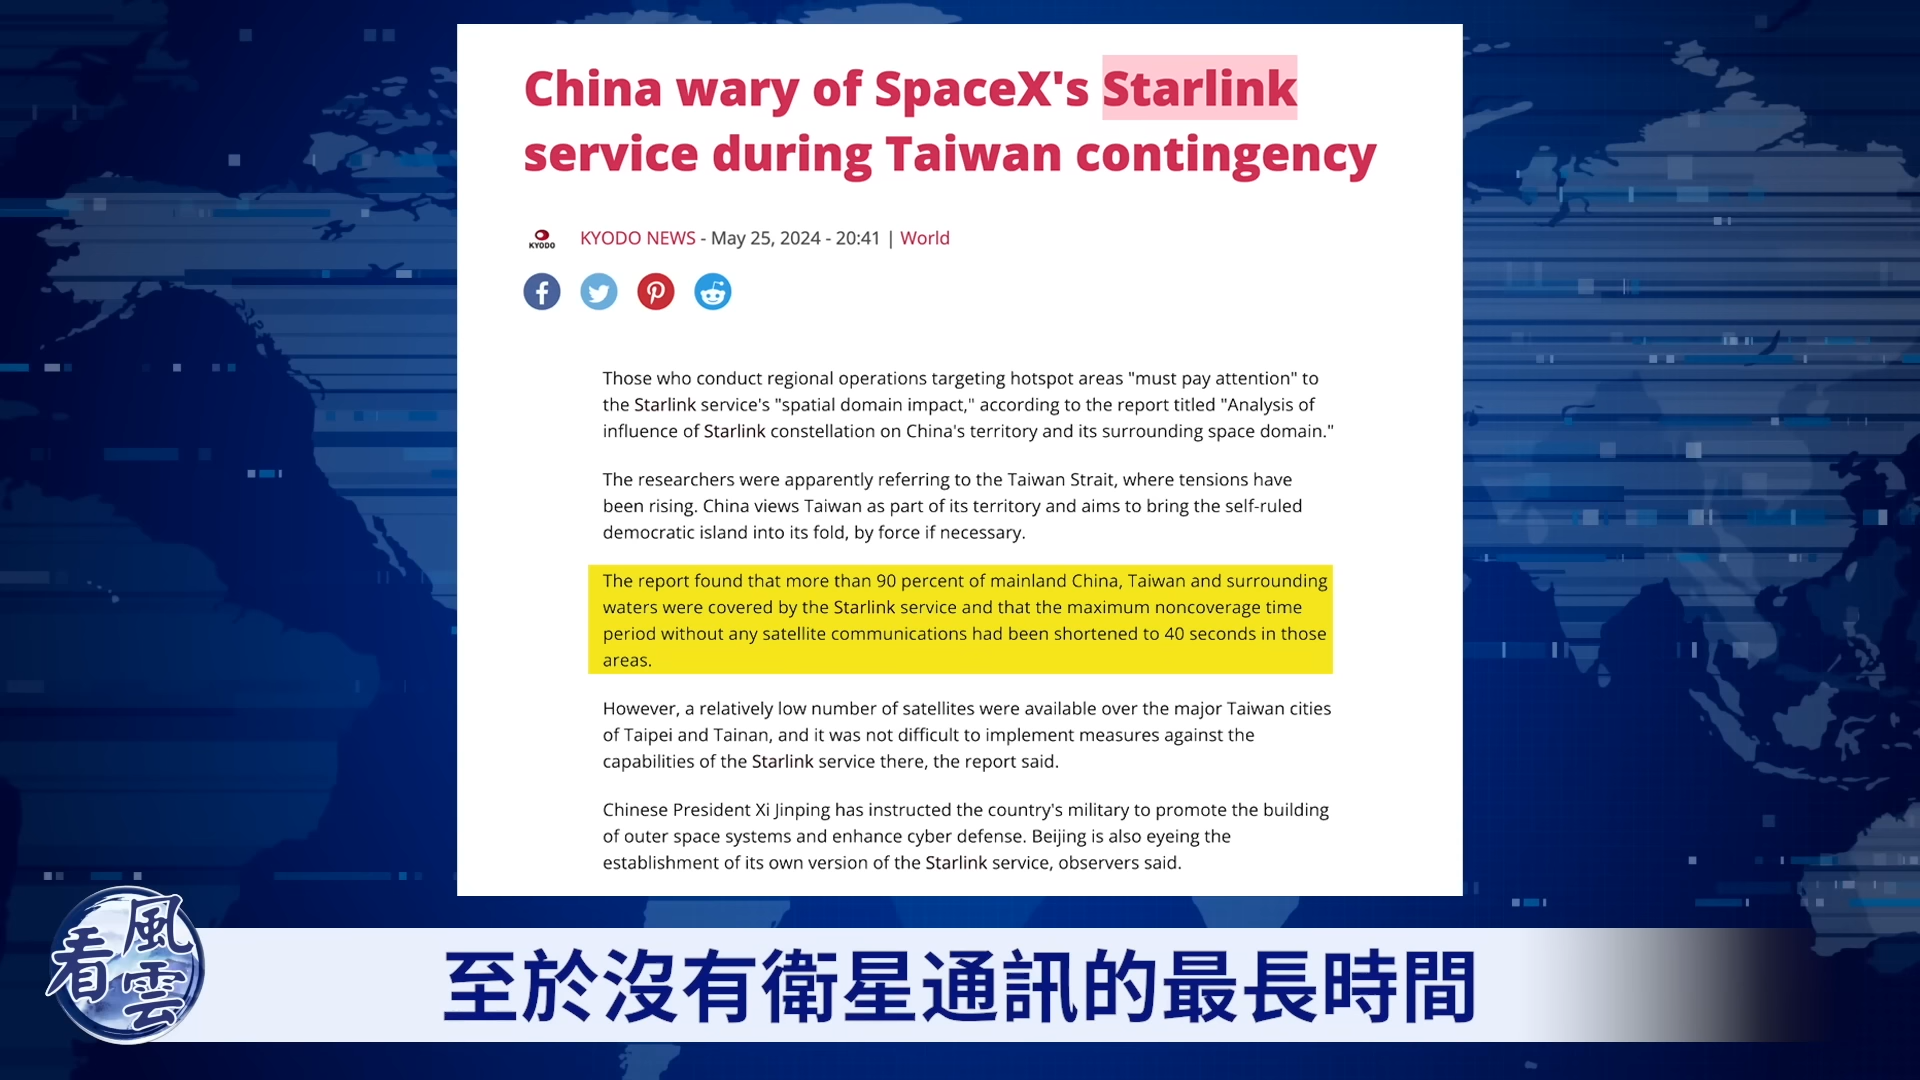 China wary of SpaceX's Starlink
service during Taiwan contingency
KYODO
KYODO NEWS - May 25, 2024 - 20:41 | World
Those who conduct regional operations targeting hotspot areas "must pay attention" to
the Starlink service's "spatial domain impact," according to the report titled "Analysis of
influence of Starlink constellation on China's territory and its surrounding space domain."
The researchers were apparently referring to the Taiwan Strait, where tensions have
been rising. China views Taiwan as part of its territory and aims to bring the self-ruled
democratic island into its fold, by force if necessary.
The report found that more than 90 percent of mainland China, Taiwan and surrounding
waters were covered by the Starlink service and that the maximum noncoverage time
period without any satellite communications had been shortened to 40 seconds in those
areas.
However, a relatively low number of satellites were available over the major Taiwan cities
of Taipei and Tainan, and it was not difficult to implement measures against the
capabilities of the Starlink service there, the report said.
Chinese President Xi Jinping has instructed the country's military to promote the building
of outer space systems and enhance cyber defense. Beijing is also eyeing the
establishment of its own version of the Starlink service, observers said.
看風雲
至於沒有衛星通訊的最長時間